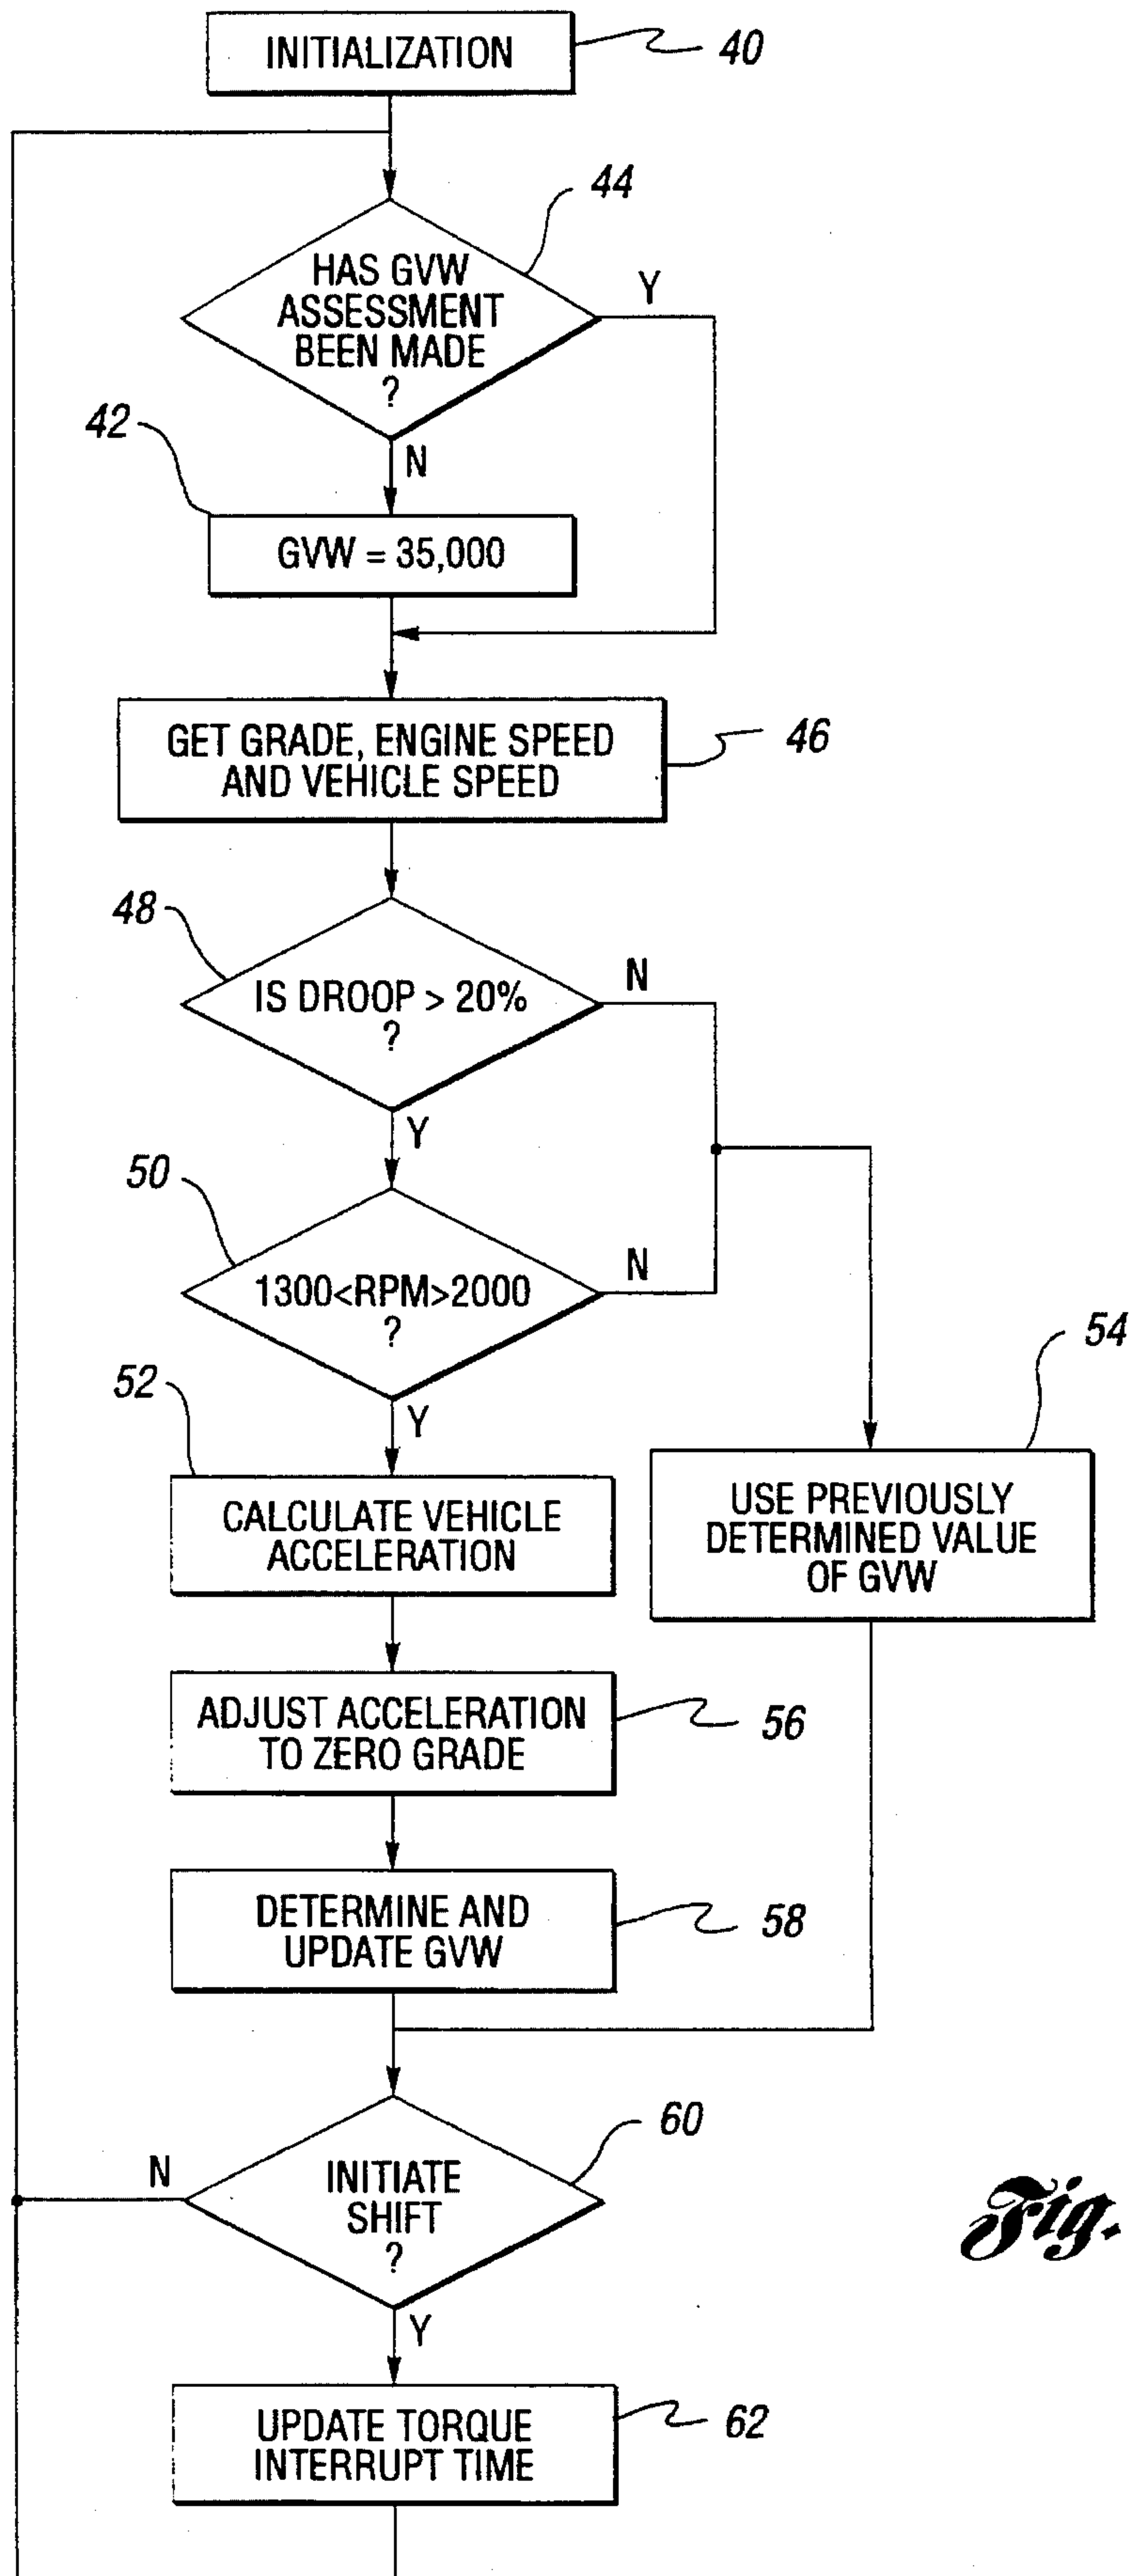 INITIALIZATION
40
44
HAS GVW
ASSESSMENT
BEEN MADE
?
Y
42
N
GVW = 35,000
GET GRADE, ENGINE SPEED
AND VEHICLE SPEED
46
48
IS DROOP > 20%
?
N
Y
50
1300<RPM>2000
?
N
Y
52
54
CALCULATE VEHICLE
ACCELERATION
USE PREVIOUSLY
DETERMINED VALUE
OF GVW
ADJUST ACCELERATION
TO ZERO GRADE
56
DETERMINE AND
UPDATE GVW
58
60
N
INITIATE
SHIFT
?
Fig.
Y
UPDATE TORQUE
INTERRUPT TIME
62